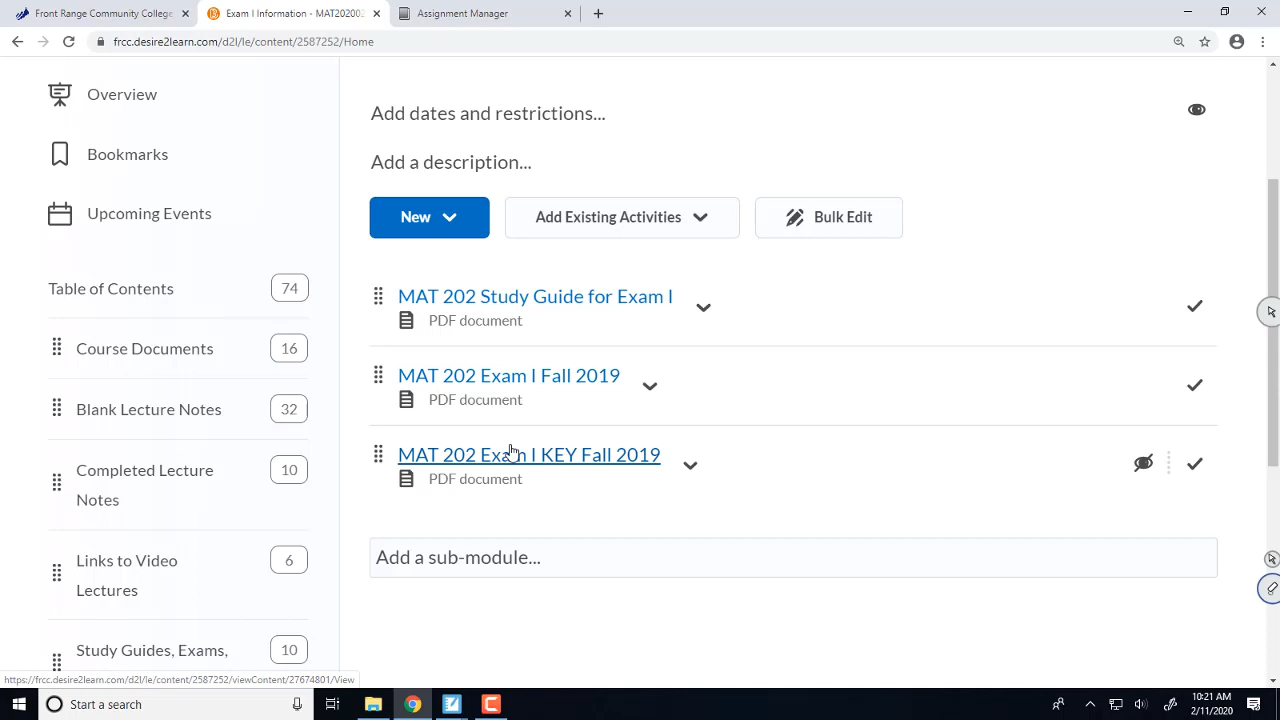 Front Range Community College
Exam I Information - MAT202002
Assignment Manager
frcc.desire2learn.com/d2l/le/content/2587252/Home
Overview
Bookmarks
Upcoming Events
Table of Contents 74
Course Documents 16
Blank Lecture Notes 32
Completed Lecture 10
Notes
Links to Video 6
Lectures
Study Guides, Exams, 10
Add dates and restrictions...
Add a description...
New
Add Existing Activities
Bulk Edit
MAT 202 Study Guide for Exam I
PDF document
MAT 202 Exam I Fall 2019
PDF document
MAT 202 Exam I KEY Fall 2019
PDF document
Add a sub-module...
https://frcc.desire2learn.com/d2l/le/content/2587252/viewContent/27674801/View
Start a search
10:21 AM
2/11/2020